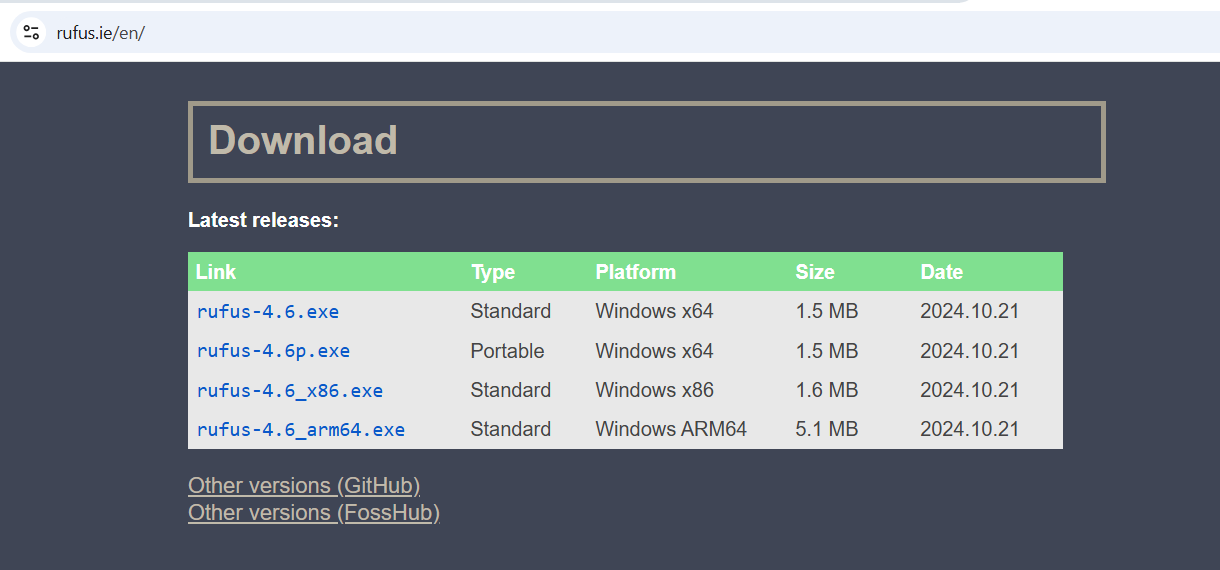 rufus.ie/en/
Download
Latest releases:
Link Type Platform Size Date
rufus-4.6.exe Standard Windows x64 1.5 MB 2024.10.21
rufus-4.6p.exe Portable Windows x64 1.5 MB 2024.10.21
rufus-4.6_x86.exe Standard Windows x86 1.6 MB 2024.10.21
rufus-4.6_arm64.exe Standard Windows ARM64 5.1 MB 2024.10.21
Other versions (GitHub)
Other versions (FossHub)